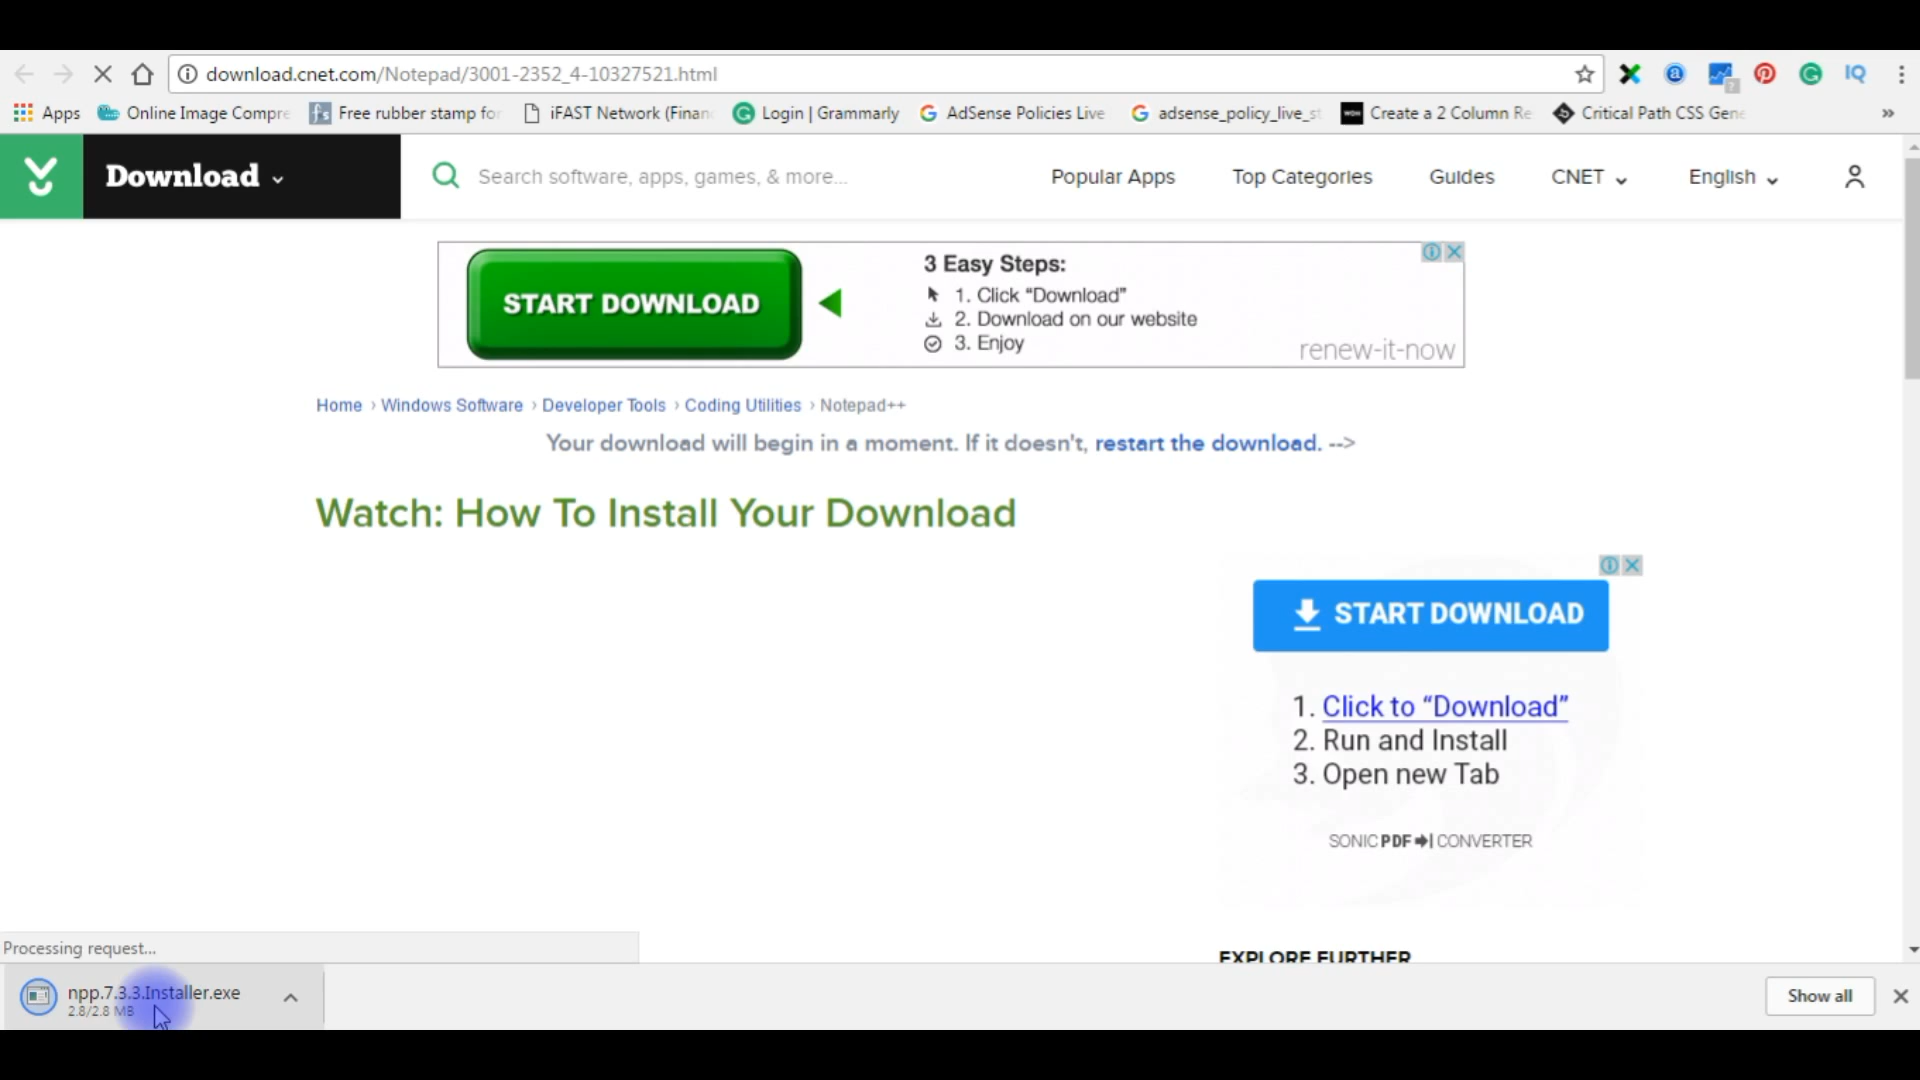 download.cnet.com/Notepad/3001-2352_4-10327521.html
Apps Online Image Compre Free rubber stamp for iFAST Network (Finan Login | Grammarly AdSense Policies Live adsense_policy_live_st Create a 2 Column Re Critical Path CSS Gene »
Download Search software, apps, games, & more... Popular Apps Top Categories Guides CNET English
START DOWNLOAD
3 Easy Steps:
1. Click “Download”
2. Download on our website
3. Enjoy
renew-it-now
Home › Windows Software › Developer Tools › Coding Utilities › Notepad++
Your download will begin in a moment. If it doesn't, restart the download. -->
Watch: How To Install Your Download
START DOWNLOAD
1. Click to “Download”
2. Run and Install
3. Open new Tab
SONIC PDF CONVERTER
EXPLORE FURTHER
Processing request...
npp.7.3.3.Installer.exe
2.8/2.8 MB
Show all